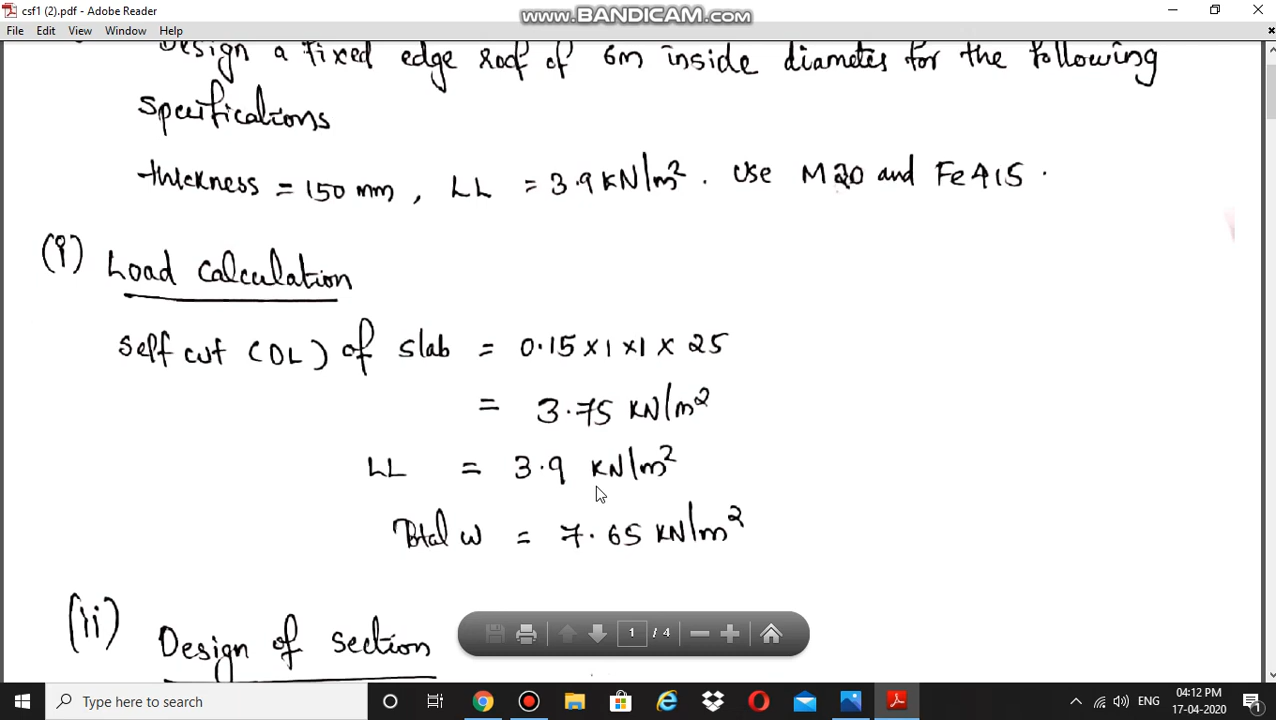 csf1 (2).pdf - Adobe Reader
www.BANDICAM.com
File Edit View Window Help
Design a fixed edge roof of 6m inside diameter for the following
specifications
thickness = 150 mm, LL = 3.9 KN/m². Use M20 and Fe415.
(i) Load calculation
Self cwt (DL) of slab = 0.15 x 1 x 1 x 25
= 3.75 KN/m²
LL = 3.9 KN/m²
Total w = 7.65 KN/m²
(ii) Design of section
1 / 4
Type here to search
ENG
04:12 PM
17-04-2020
1